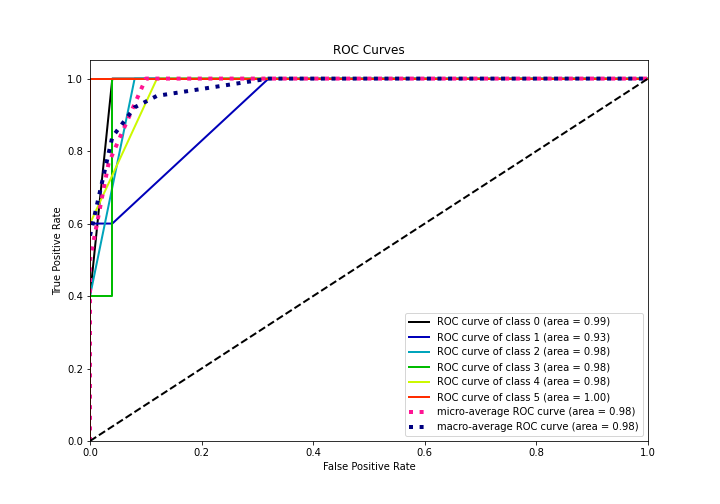 ROC Curves
1.0
0.8
0.6
0.4
0.2
0.0
True Positive Rate
0.0 0.2 0.4 0.6 0.8 1.0
False Positive Rate
ROC curve of class 0 (area = 0.99)
ROC curve of class 1 (area = 0.93)
ROC curve of class 2 (area = 0.98)
ROC curve of class 3 (area = 0.98)
ROC curve of class 4 (area = 0.98)
ROC curve of class 5 (area = 1.00)
micro-average ROC curve (area = 0.98)
macro-average ROC curve (area = 0.98)